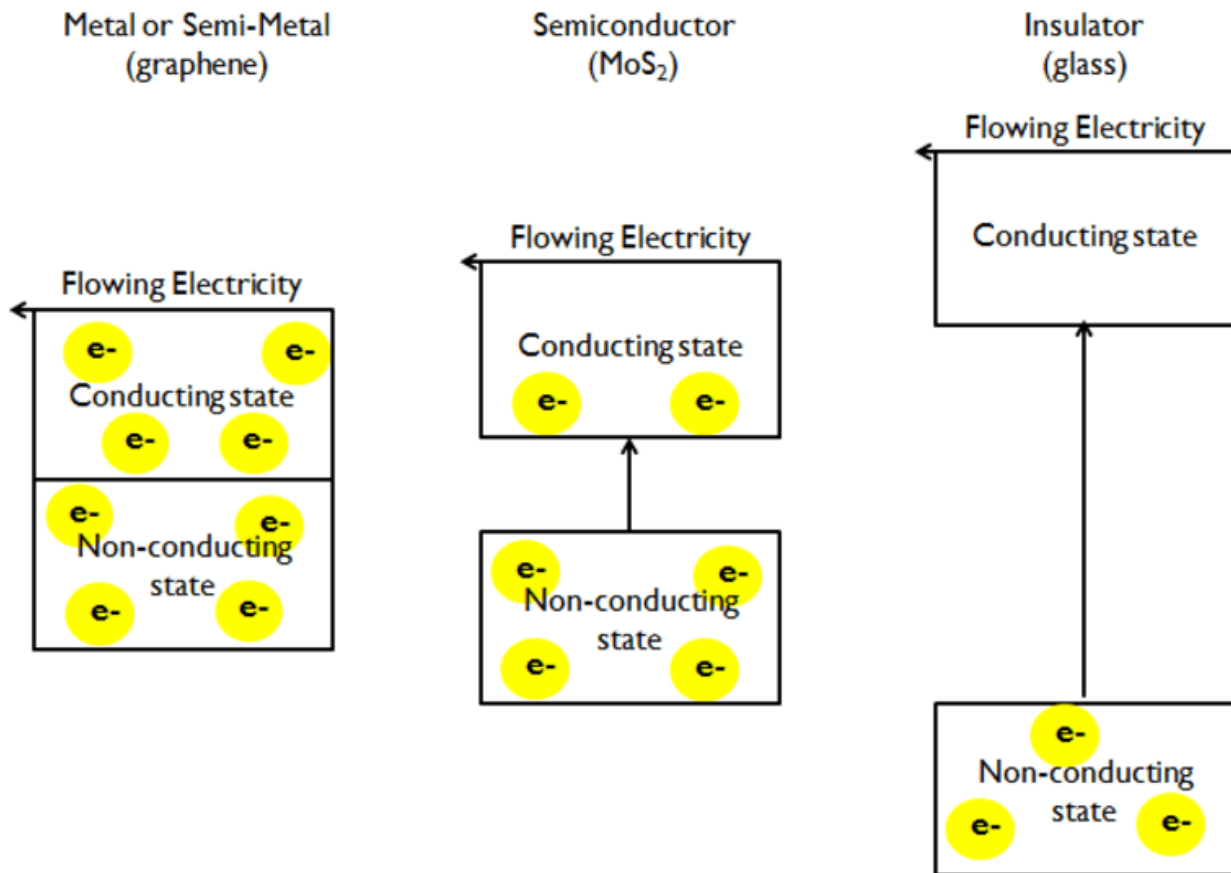 Metal or Semi-Metal
(graphene)
Semiconductor
(MoS₂)
Insulator
(glass)
Flowing Electricity
e-
e-
Conducting state
e-
e-
e-
e-
Non-conducting
state
e-
e-
Flowing Electricity
Conducting state
e-
e-
e-
e-
Non-conducting
state
e-
e-
Flowing Electricity
Conducting state
e-
Non-conducting
state
e-
e-